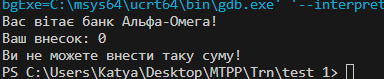 bgExe=C:\msys64\ucrt64\bin\gdb.exe' '--interpret
Вас вітає банк Альфа-Омега!
Ваш внесок: 0
Ви не можете внести таку суму!
PS C:\Users\Katya\Desktop\MTPP\Trn\test 1>